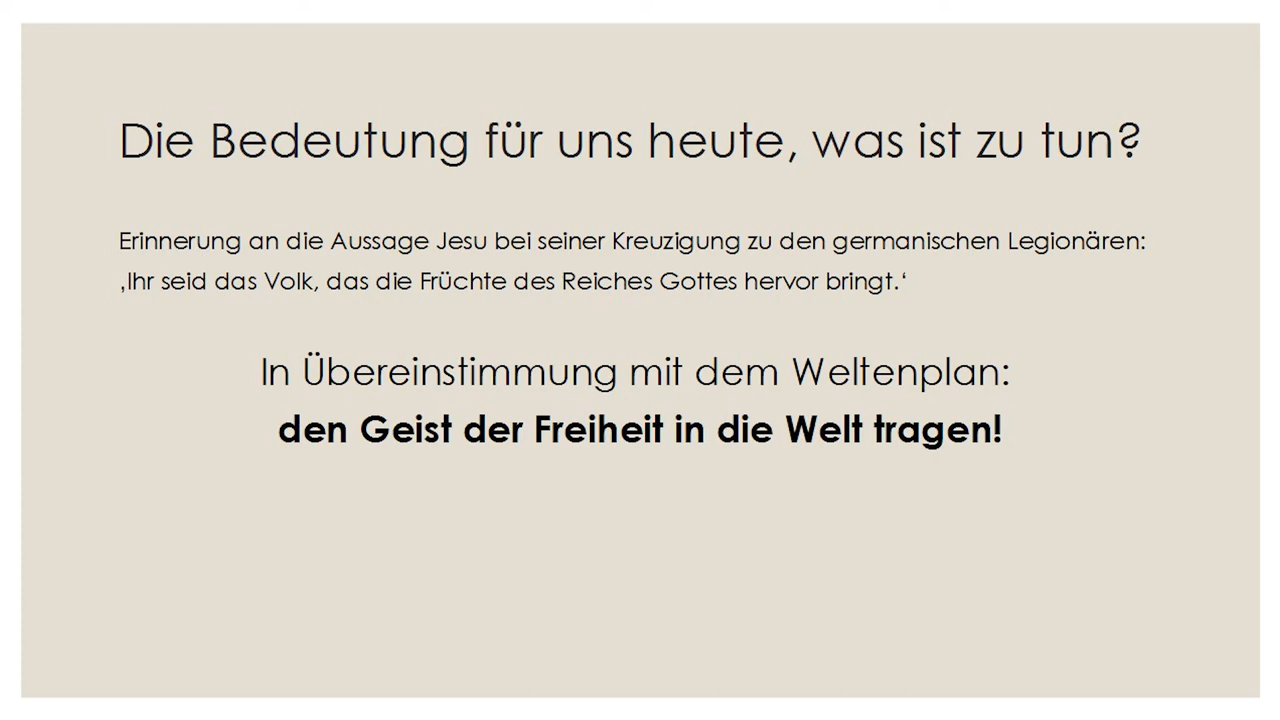 Die Bedeutung für uns heute, was ist zu tun?
Erinnerung an die Aussage Jesu bei seiner Kreuzigung zu den germanischen Legionären:
‚Ihr seid das Volk, das die Früchte des Reiches Gottes hervor bringt.‘
In Übereinstimmung mit dem Weltenplan:
den Geist der Freiheit in die Welt tragen!